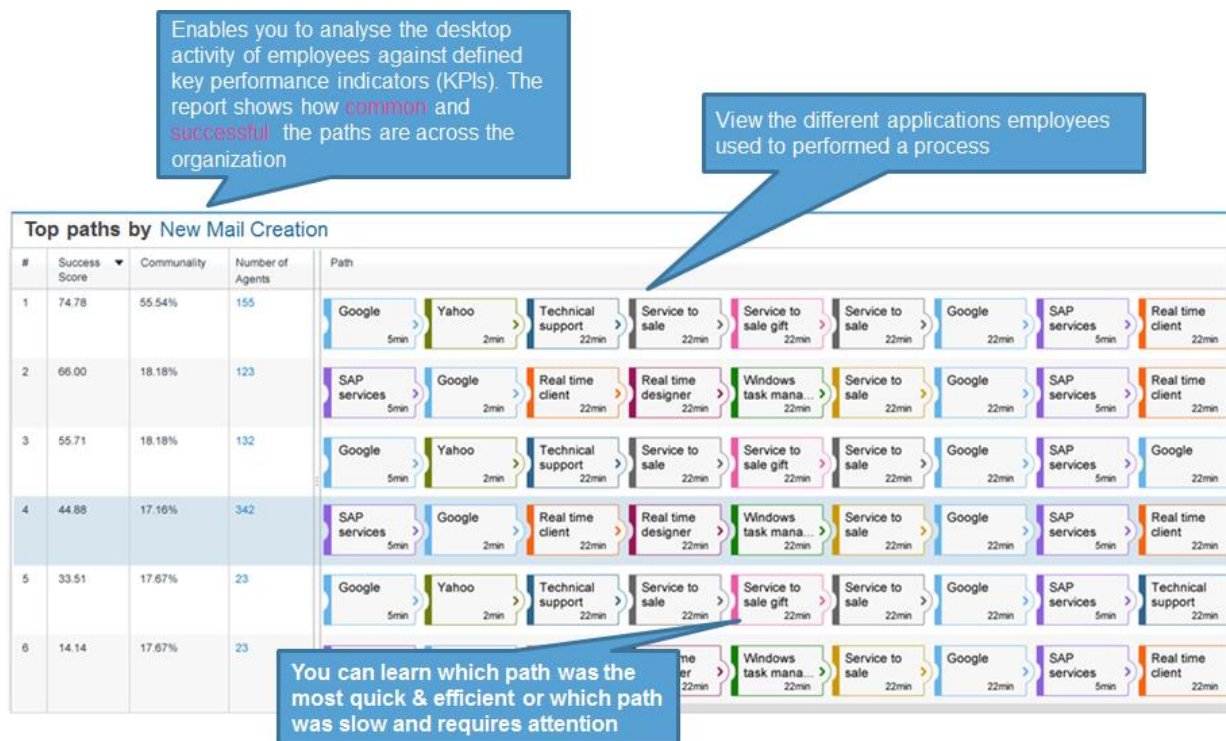 Enables you to analyse the desktop
activity of employees against defined
key performance indicators (KPIs). The
report shows how common and
successful the paths are across the
organization
View the different applications employees
used to performed a process
Top paths by New Mail Creation
# Success Score Communality Number of Agents Path
1 74.78 55.54% 155
Google 5min Yahoo 2min Technical support 22min Service to sale 22min Service to sale gift 22min Service to sale 22min Google 22min SAP services 5min Real time client 22min
2 66.00 18.18% 123
SAP services 5min Google 2min Real time client 22min Real time designer 22min Windows task mana... 22min Service to sale 22min Google 22min SAP services 5min Real time client 22min
3 55.71 18.18% 132
Google 5min Yahoo 2min Technical support 22min Service to sale 22min Service to sale gift 22min Service to sale 22min Google 22min SAP services 5min Google 22min
4 44.88 17.16% 342
SAP services 5min Google 2min Real time client 22min Real time designer 22min Windows task mana... 22min Service to sale 22min Google 22min SAP services 5min Real time client 22min
5 33.51 17.67% 23
Google 5min Yahoo 2min Technical support 22min Service to sale 22min Service to sale gift 22min Service to sale 22min Google 22min SAP services 5min Technical support 22min
6 14.14 17.67% 23
22min Windows task mana... 22min Service to sale 22min Google 22min SAP services 5min Real time client 22min
You can learn which path was the
most quick & efficient or which path
was slow and requires attention